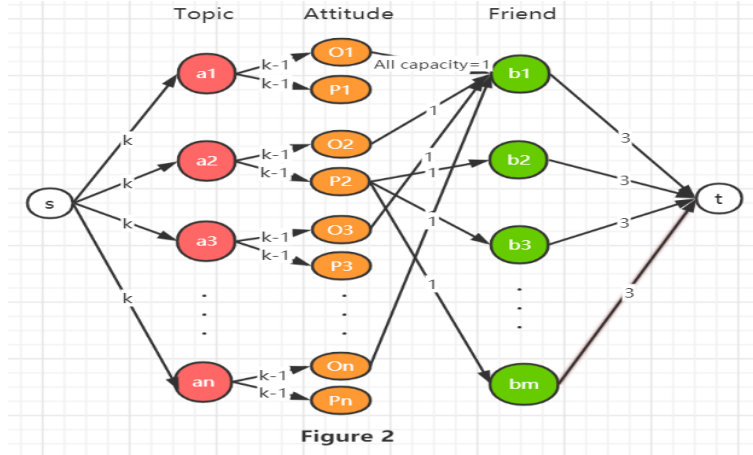 Topic Attitude Friend
O1
k-1
All capacity=1
a1 b1
k-1 P1
k
1 3
O2
k-1
a2 b2
k-1 P2
k 1
1 3
s t
k
1 3
O3
k-1
a3 b3
k-1 P3
k 1 3
On
k-1
an bm
k-1 Pn
Figure 2